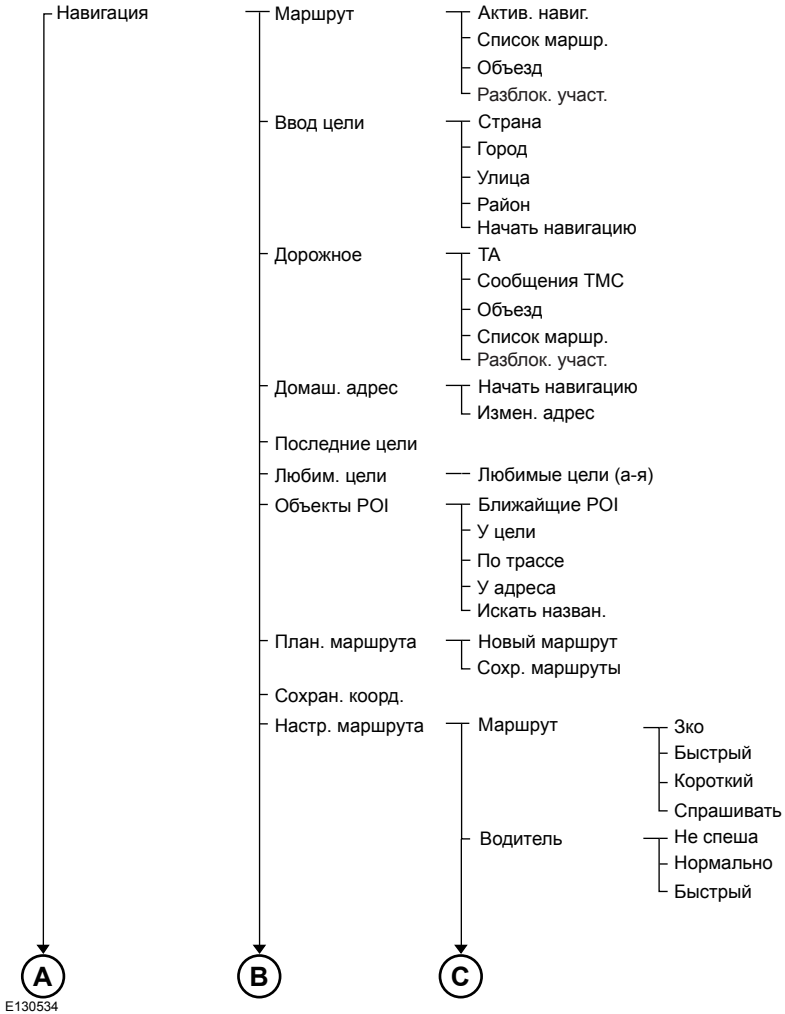 Навигация
Маршрут
Актив. навиг.
Список маршр.
Объезд
Разблок. участ.
Ввод цели
Страна
Город
Улица
Район
Начать навигацию
Дорожное
TA
Сообщения TMC
Объезд
Список маршр.
Разблок. участ.
Домаш. адрес
Начать навигацию
Измен. адрес
Последние цели
Любим. цели
Любимые цели (а-я)
Объекты POI
Ближайщие POI
У цели
По трассе
У адреса
Искать назван.
План. маршрута
Новый маршрут
Сохр. маршруты
Сохран. коорд.
Настр. маршрута
Маршрут
Зко
Быстрый
Короткий
Спрашивать
Водитель
Не спеша
Нормально
Быстрый
A
B
C
E130534